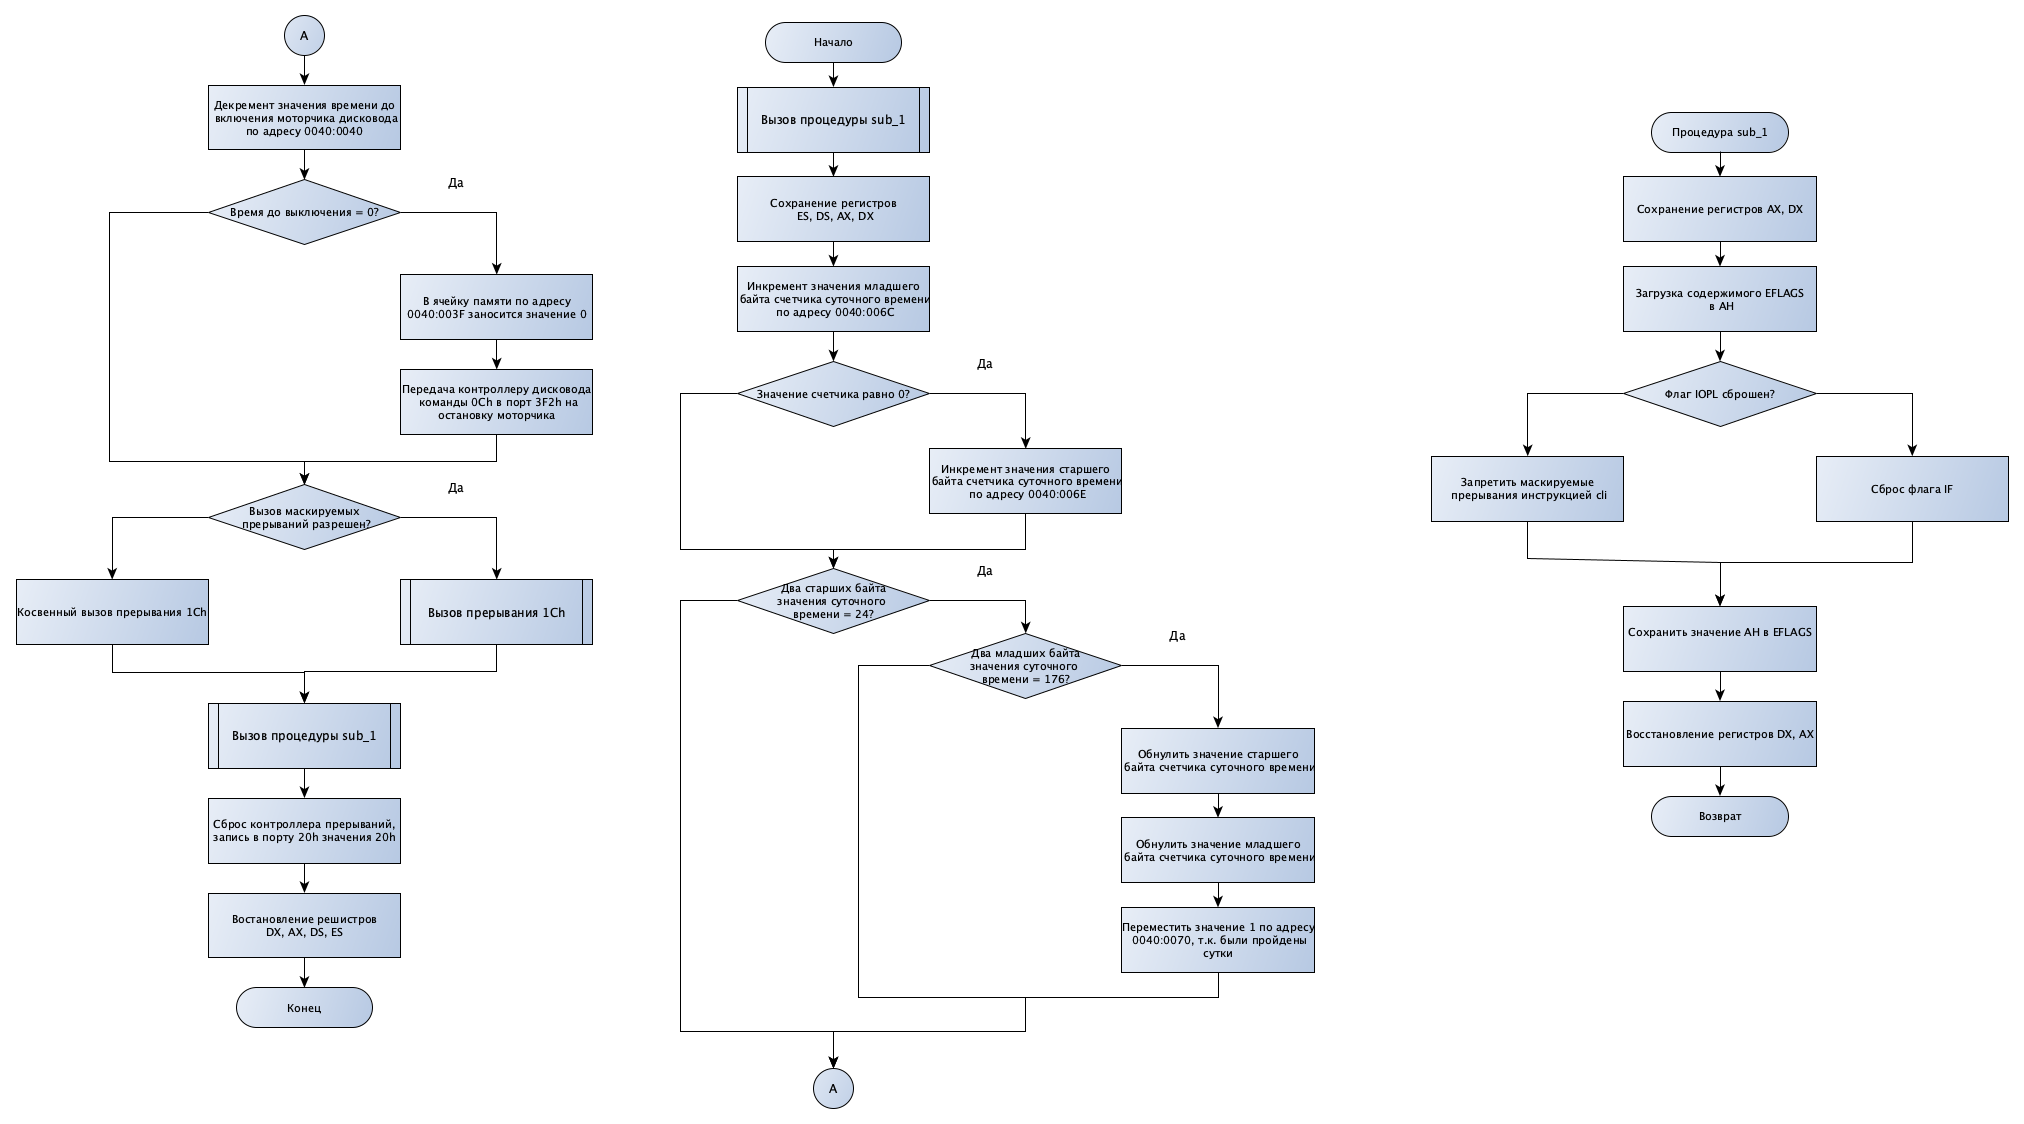 A
Декремент значения времени до
включения моторчика дисковода
по адресу 0040:0040
Время до выключения = 0?
Да
В ячейку памяти по адресу
0040:003F заносится значение 0
Передача контроллеру дисковода
команды 0Ch в порт 3F2h на
остановку моторчика
Вызов маскируемых
прерываний разрешен?
Да
Косвенный вызов прерывания 1Ch
Вызов прерывания 1Ch
Вызов процедуры sub_1
Сброс контроллера прерываний,
запись в порту 20h значения 20h
Востановление решистров
DX, AX, DS, ES
Конец
Начало
Вызов процедуры sub_1
Сохранение регистров
ES, DS, AX, DX
Инкремент значения младшего
байта счетчика суточного времени
по адресу 0040:006C
Значение счетчика равно 0?
Да
Инкремент значения старшего
байта счетчика суточного времени
по адресу 0040:006E
Два старших байта
значения суточного
времени = 24?
Да
Два младших байта
значения суточного
времени = 176?
Да
Обнулить значение старшего
байта счетчика суточного времени
Обнулить значение младшего
байта счетчика суточного времени
Переместить значение 1 по адресу
0040:0070, т.к. были пройдены
сутки
A
Процедура sub_1
Сохранение регистров AX, DX
Загрузка содержимого EFLAGS
в AH
Флаг IOPL сброшен?
Запретить маскируемые
прерывания инструкцией cli
Сброс флага IF
Сохранить значение AH в EFLAGS
Восстановление регистров DX, AX
Возврат